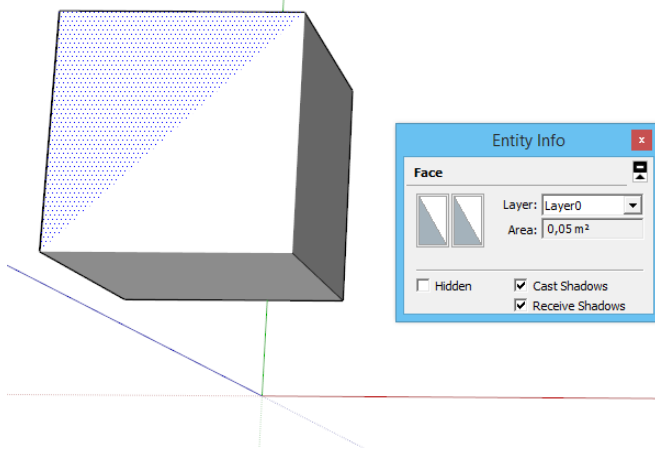 Entity Info
x
Face
Layer: Layer0
Area: 0,05 m²
Hidden
Cast Shadows
Receive Shadows